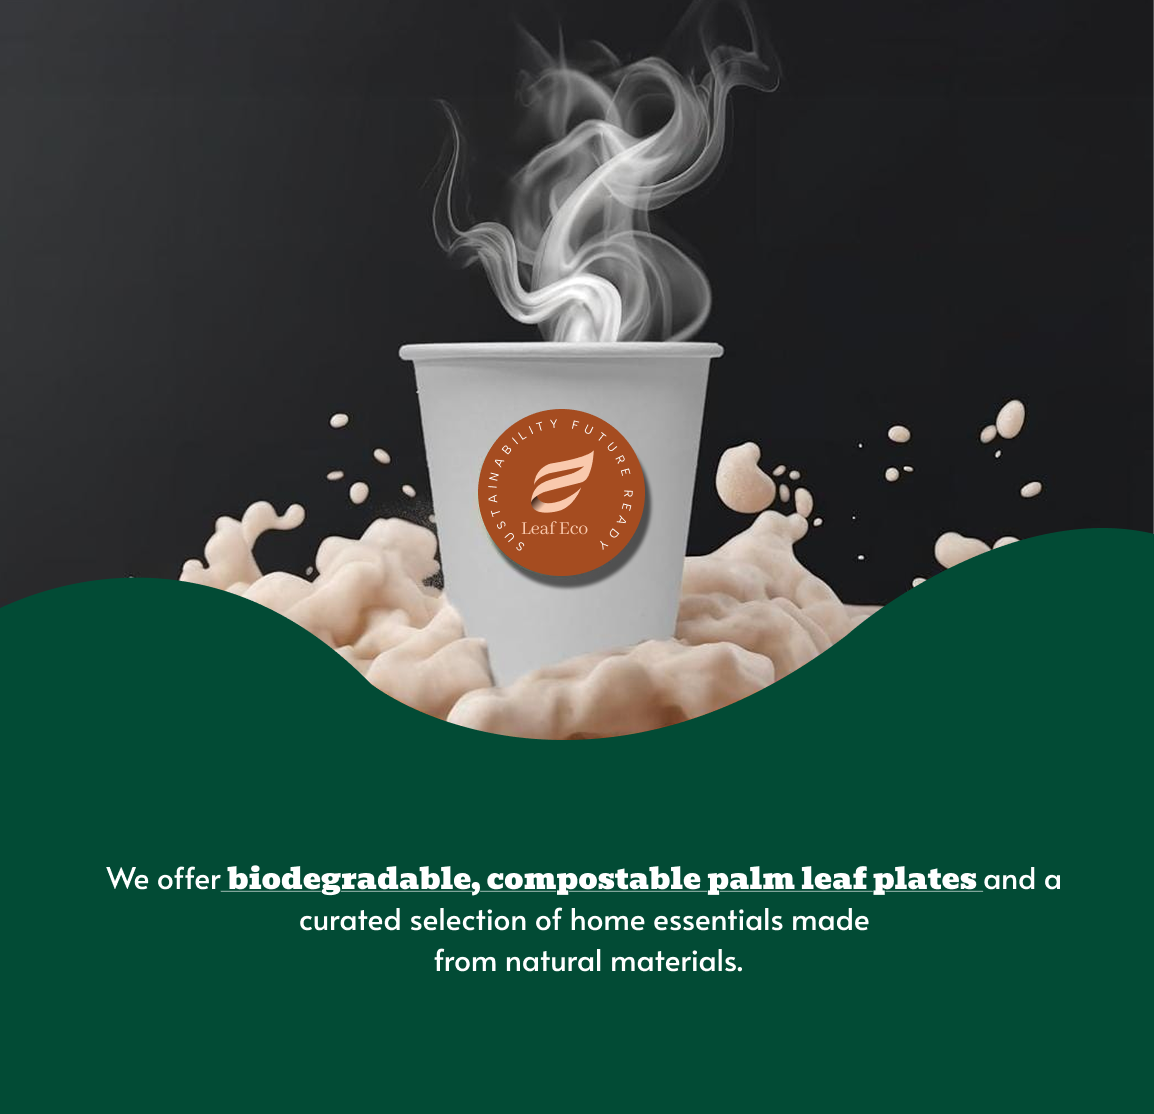 SUSTAINABILITY FUTURE READY
Leaf Eco
We offer biodegradable, compostable palm leaf plates and a
curated selection of home essentials made
from natural materials.